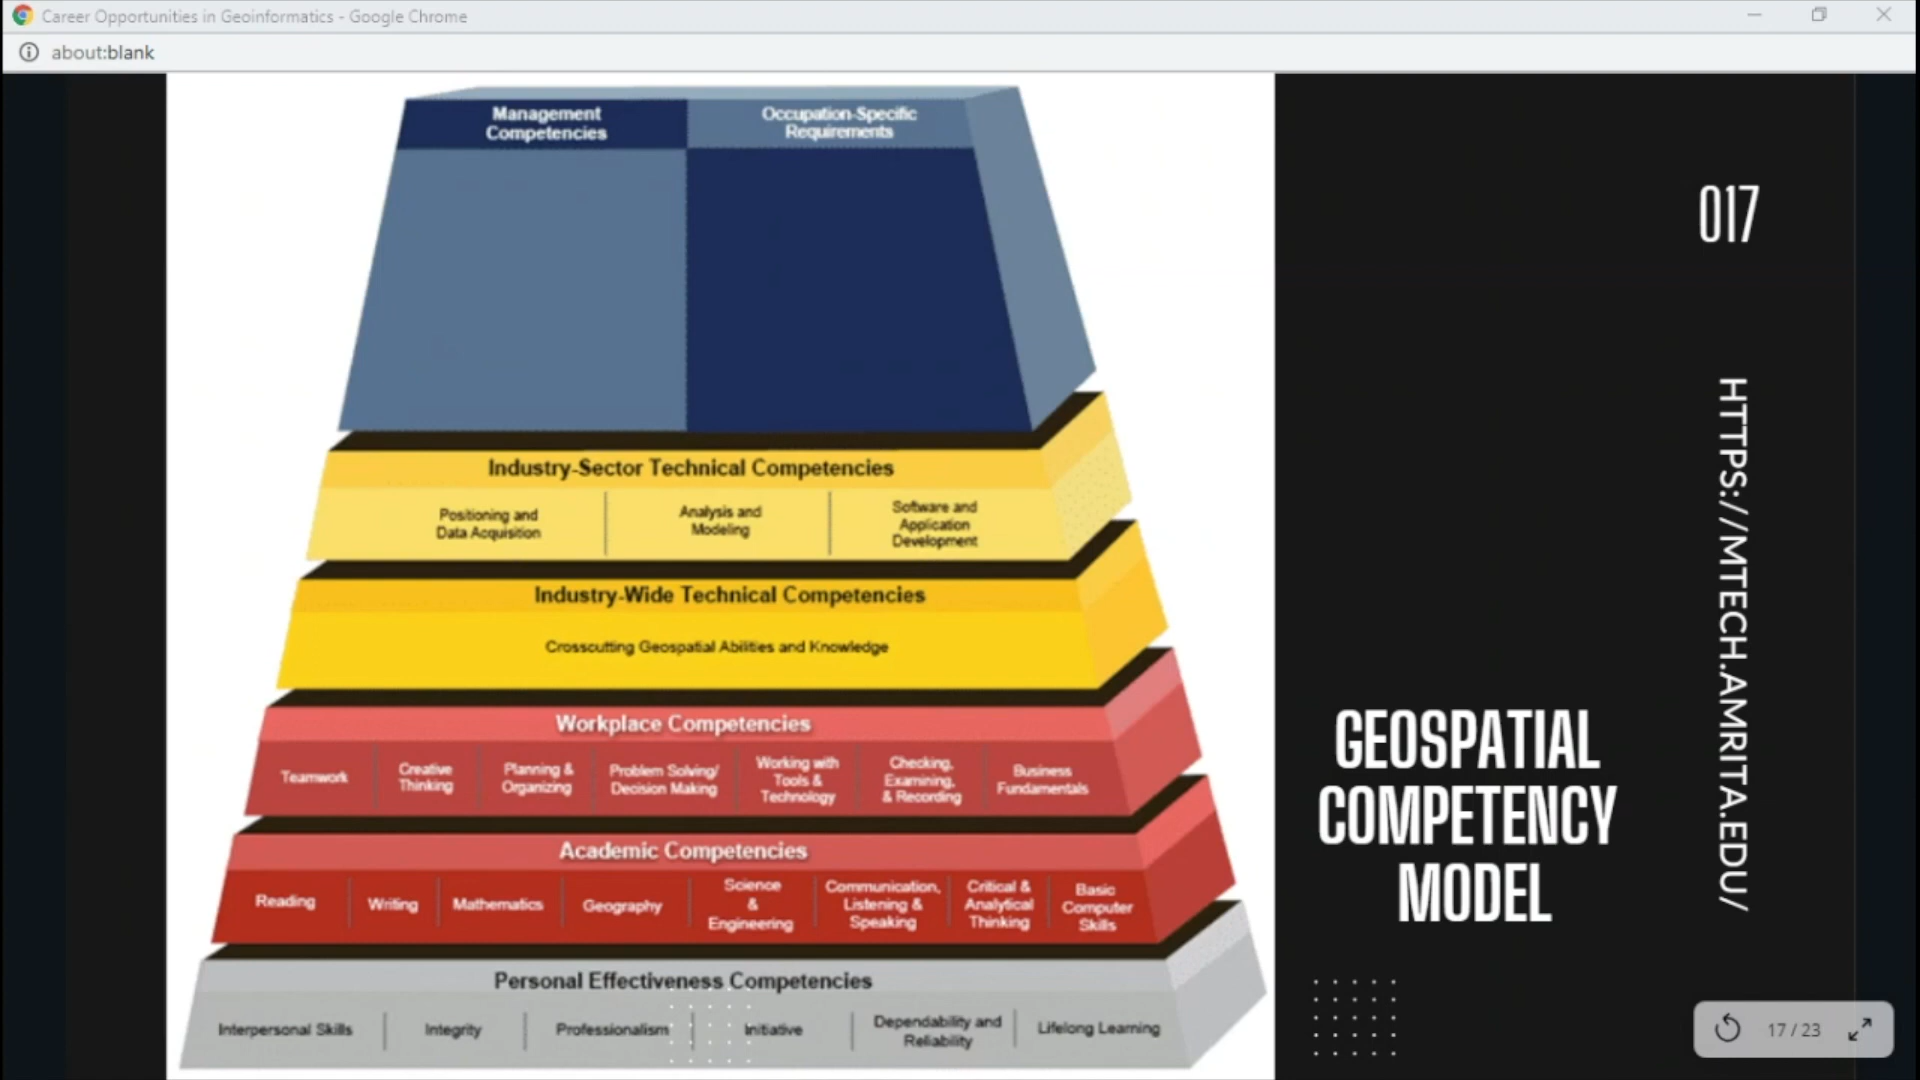 Career Opportunities in Geoinformatics - Google Chrome
about:blank
Management
Competencies
Occupation-Specific
Requirements
Industry-Sector Technical Competencies
Positioning and
Data Acquisition
Analysis and
Modeling
Software and
Application
Development
Industry-Wide Technical Competencies
Crosscutting Geospatial Abilities and Knowledge
Workplace Competencies
Teamwork
Creative
Thinking
Planning &
Organizing
Problem Solving/
Decision Making
Working with
Tools &
Technology
Checking,
Examining,
& Recording
Business
Fundamentals
Academic Competencies
Reading
Writing
Mathematics
Geography
Science
&
Engineering
Communication,
Listening &
Speaking
Critical &
Analytical
Thinking
Basic
Computer
Skills
Personal Effectiveness Competencies
Interpersonal Skills
Integrity
Professionalism
Initiative
Dependability and
Reliability
Lifelong Learning
017
HTTPS://MTECH.AMRITA.EDU/
GEOSPATIAL
COMPETENCY
MODEL
17 / 23